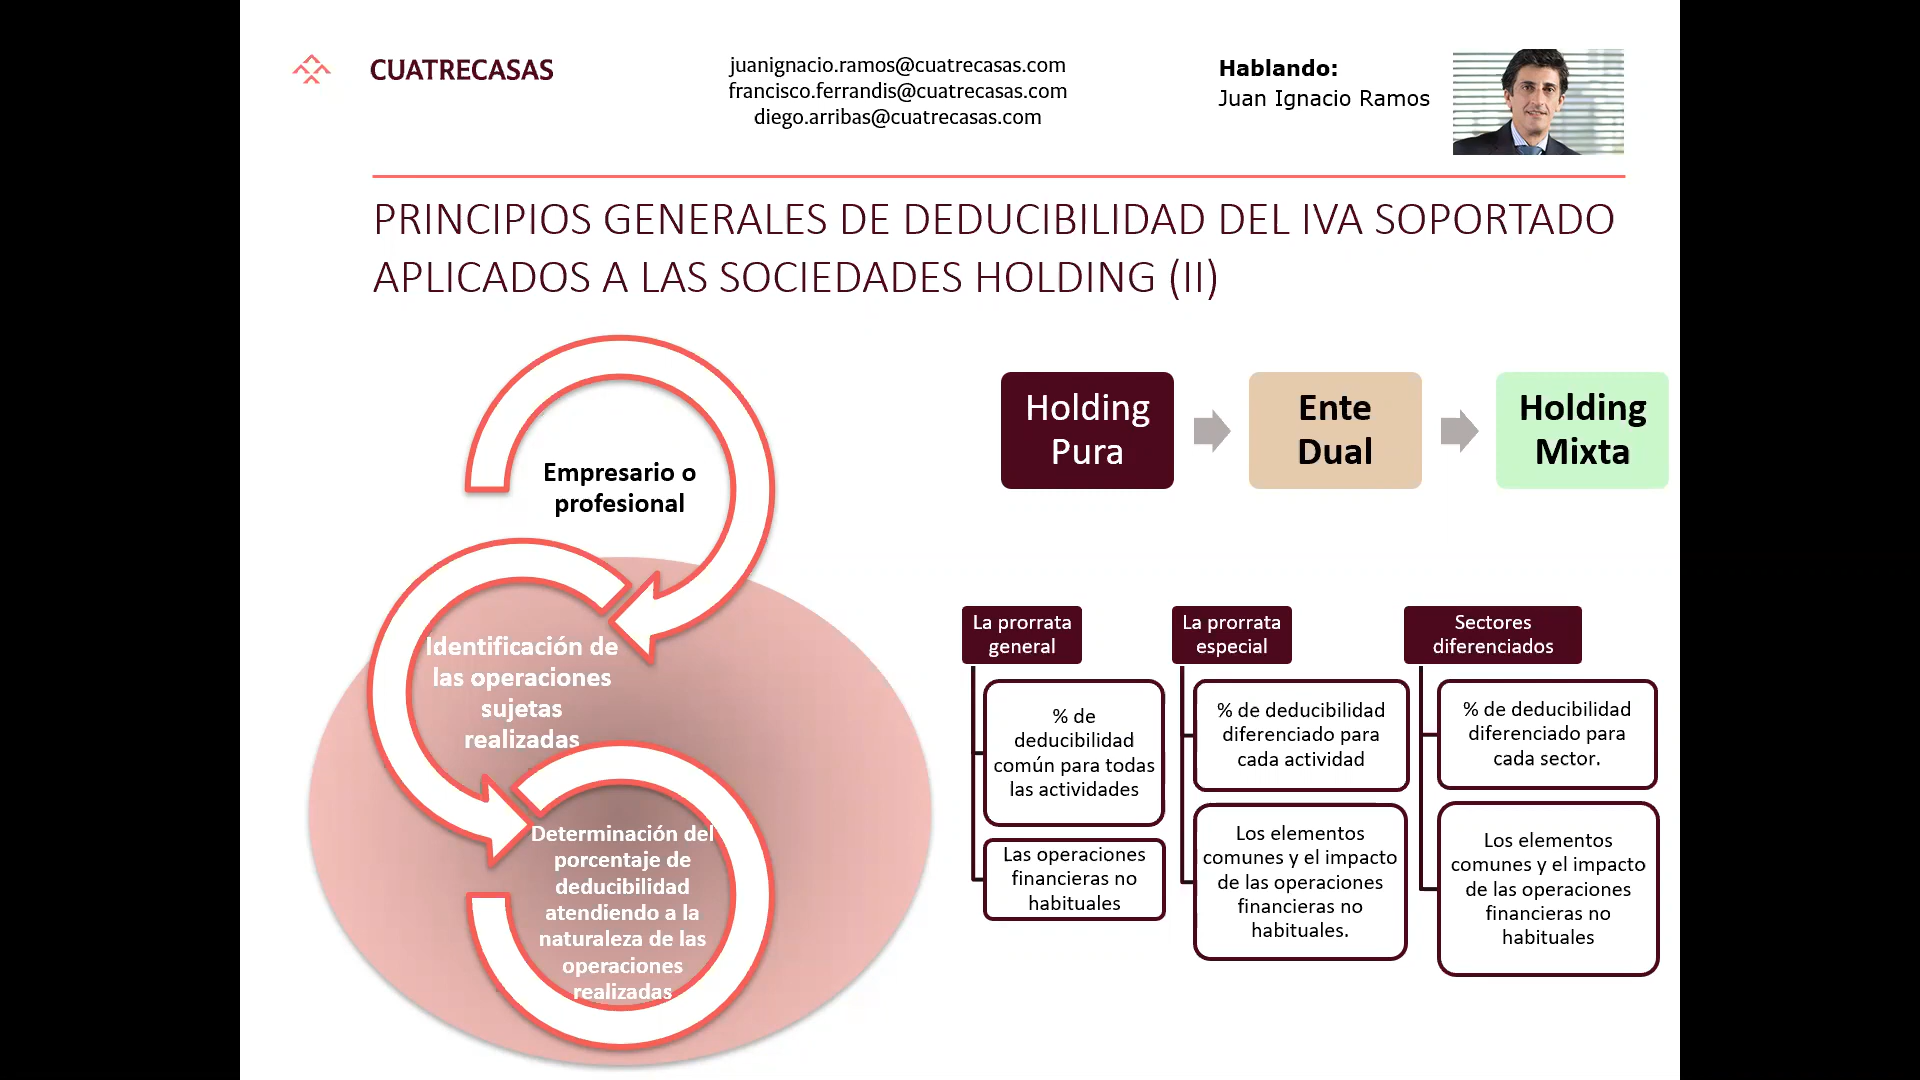 CUATRECASAS
juanignacio.ramos@cuatrecasas.com
francisco.ferrandis@cuatrecasas.com
diego.arribas@cuatrecasas.com
Hablando:
Juan Ignacio Ramos
PRINCIPIOS GENERALES DE DEDUCIBILIDAD DEL IVA SOPORTADO
APLICADOS A LAS SOCIEDADES HOLDING (II)
Empresario o
profesional
Identificación de
las operaciones
sujetas
realizadas
Determinación del
porcentaje de
deducibilidad
atendiendo a la
naturaleza de las
operaciones
realizadas
Holding
Pura
Ente
Dual
Holding
Mixta
La prorrata
general
% de
deducibilidad
común para todas
las actividades
Las operaciones
financieras no
habituales
La prorrata
especial
% de deducibilidad
diferenciado para
cada actividad
Los elementos
comunes y el impacto
de las operaciones
financieras no
habituales.
Sectores
diferenciados
% de deducibilidad
diferenciado para
cada sector.
Los elementos
comunes y el impacto
de las operaciones
financieras no
habituales